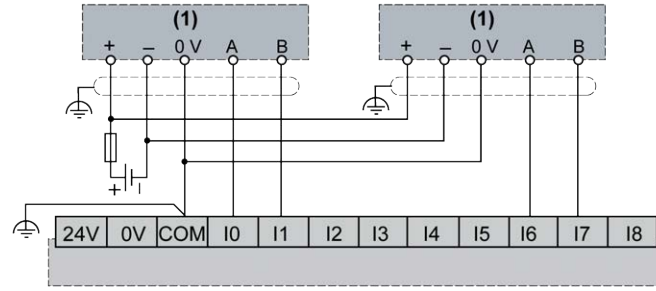 (1) (1)
+ – 0 V A B + – 0 V A B
+ –
24V 0V COM I0 I1 I2 I3 I4 I5 I6 I7 I8